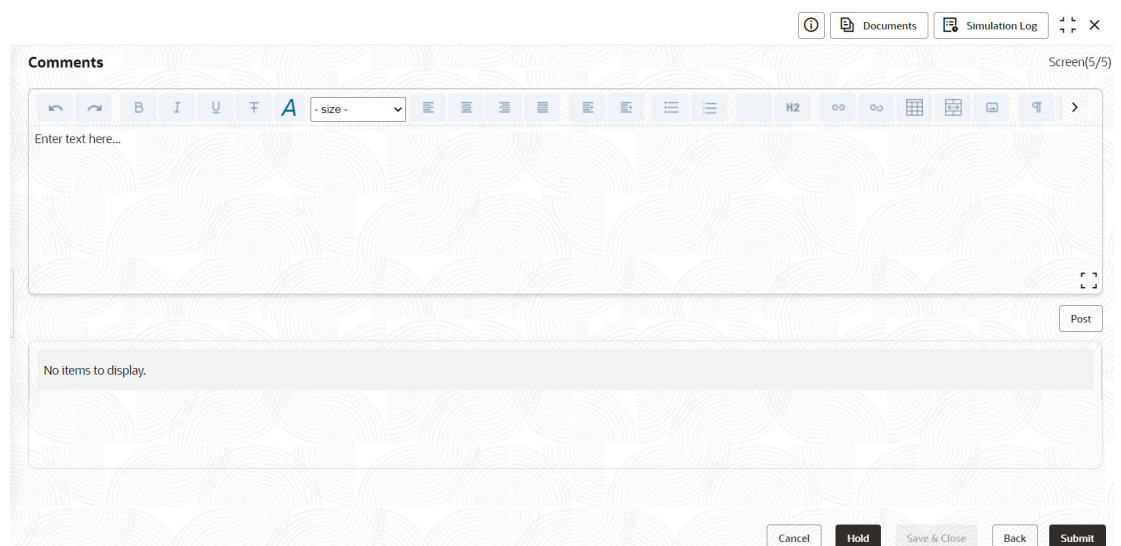 Documents Simulation Log
Comments Screen(5/5)
B I U T A - size - H2 ¶
Enter text here...
Post
No items to display.
Cancel Hold Save & Close Back Submit